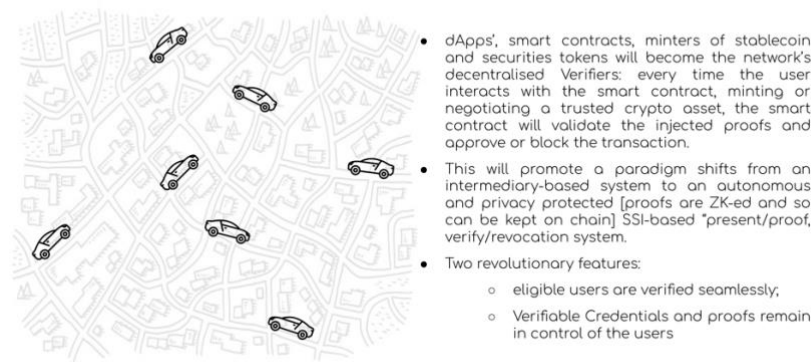 ● dApps', smart contracts, minters of stablecoin
and securities tokens will become the network's
decentralised Verifiers: every time the user
interacts with the smart contract, minting or
negotiating a trusted crypto asset, the smart
contract will validate the injected proofs and
approve or block the transaction.
● This will promote a paradigm shifts from an
intermediary-based system to an autonomous
and privacy protected [proofs are ZK-ed and so
can be kept on chain] SSI-based "present/proof,
verify/revocation system.
● Two revolutionary features:
○ eligible users are verified seamlessly;
○ Verifiable Credentials and proofs remain
in control of the users